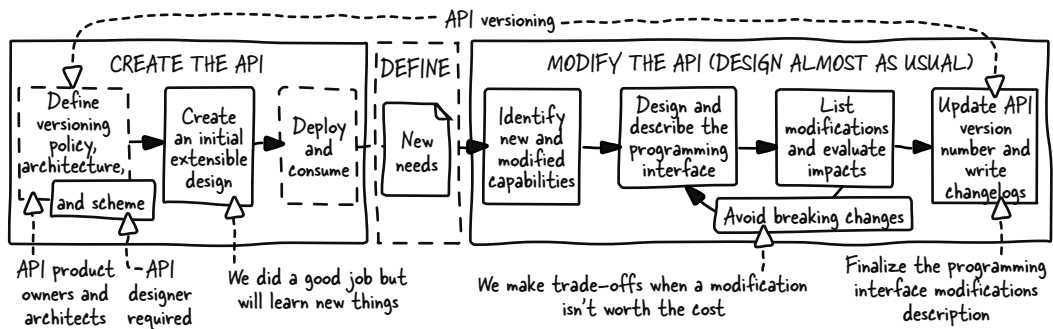 API versioning
CREATE THE API
Define
versioning
policy,
architecture,
and scheme
Create
an initial
extensible
design
Deploy
and
consume
DEFINE
New
needs
MODIFY THE API (DESIGN ALMOST AS USUAL)
Identify
new and
modified
capabilities
Design and
describe the
programming
interface
List
modifications
and evaluate
impacts
Avoid breaking changes
Update API
version
number and
write
changelogs
API product
owners and
architects
API
designer
required
We did a good job but
will learn new things
We make trade-offs when a modification
isn't worth the cost
Finalize the programming
interface modifications
description